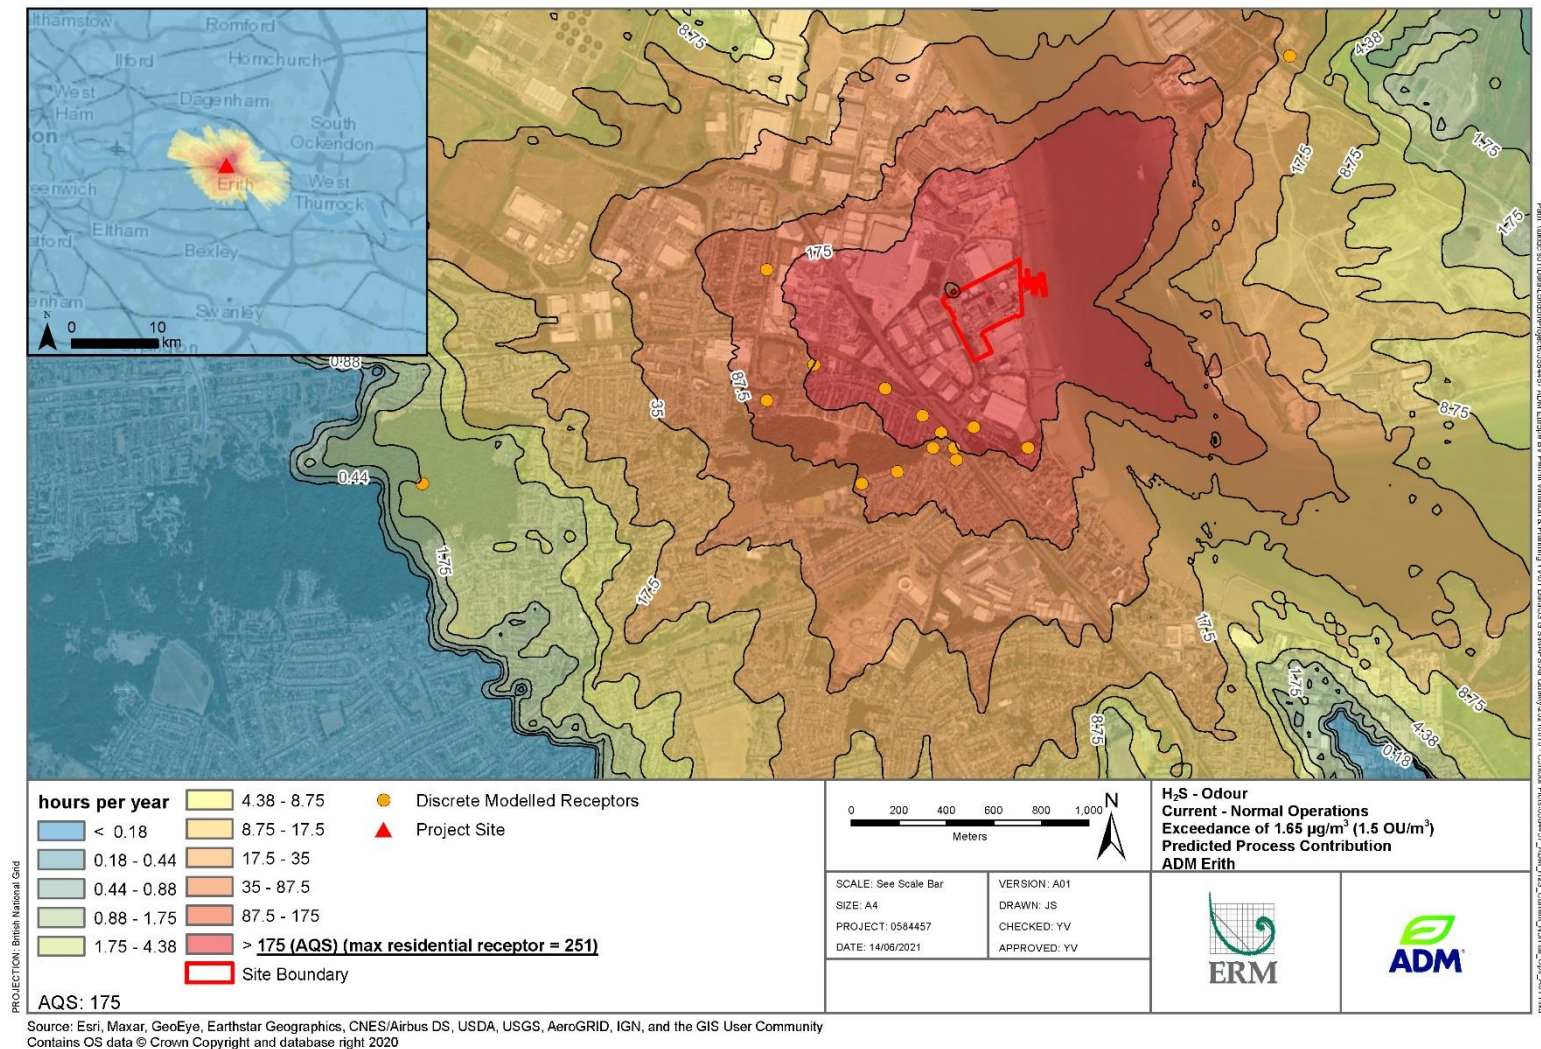 Ilford
Romford
Hornchurch
West
Ham
Dagenham
South
Ockendon
Erith
West
Thurrock
Eltham
Bexley
Swanley
N
0 10
km
8.75
4.38
1.75
17.5
8.75
1.75
175
87.5
35
8.75
0.88
0.44
1.75
17.5
17.5
8.75
1.75
8.75
4.38
0.18
hours per year
< 0.18
0.18 - 0.44
0.44 - 0.88
0.88 - 1.75
1.75 - 4.38
4.38 - 8.75
8.75 - 17.5
17.5 - 35
35 - 87.5
87.5 - 175
> 175 (AQS) (max residential receptor = 251)
Site Boundary
Discrete Modelled Receptors
Project Site
AQS: 175
0 200 400 600 800 1,000
Meters
N
H₂S - Odour
Current - Normal Operations
Exceedance of 1.65 µg/m³ (1.5 OU/m³)
Predicted Process Contribution
ADM Erith
SCALE: See Scale Bar
SIZE: A4
PROJECT: 0584457
DATE: 14/06/2021
VERSION: A01
DRAWN: JS
CHECKED: YV
APPROVED: YV
ERM
ADM
PROJECTION: British National Grid
Source: Esri, Maxar, GeoEye, Earthstar Geographics, CNES/Airbus DS, USDA, USGS, AeroGRID, IGN, and the GIS User Community
Contains OS data © Crown Copyright and database right 2020